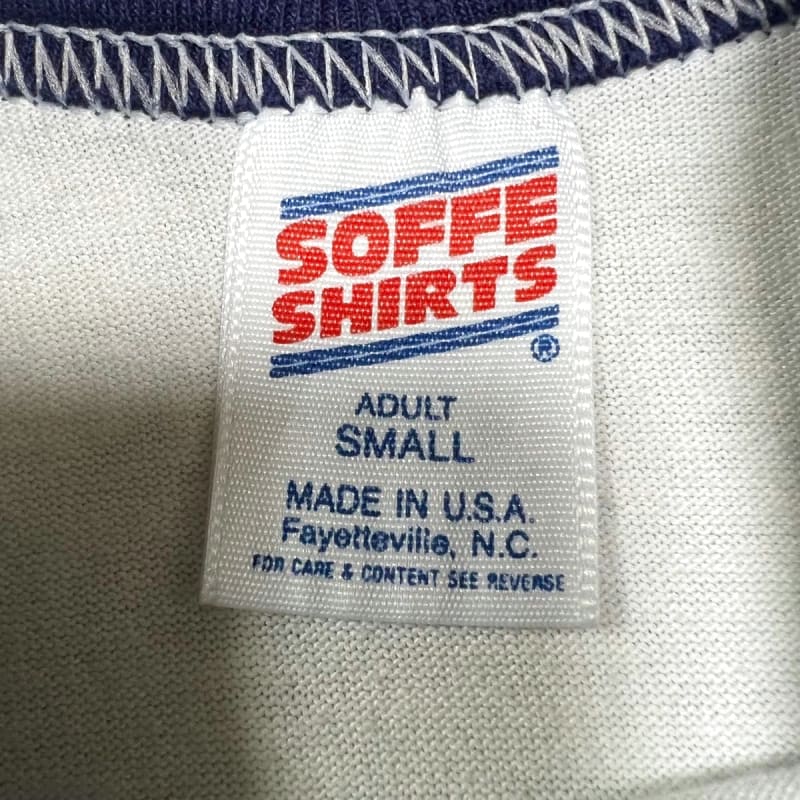 SOFFE
SHIRTS
®
ADULT
SMALL
MADE IN U.S.A.
Fayetteville, N.C.
FOR CARE & CONTENT SEE REVERSE